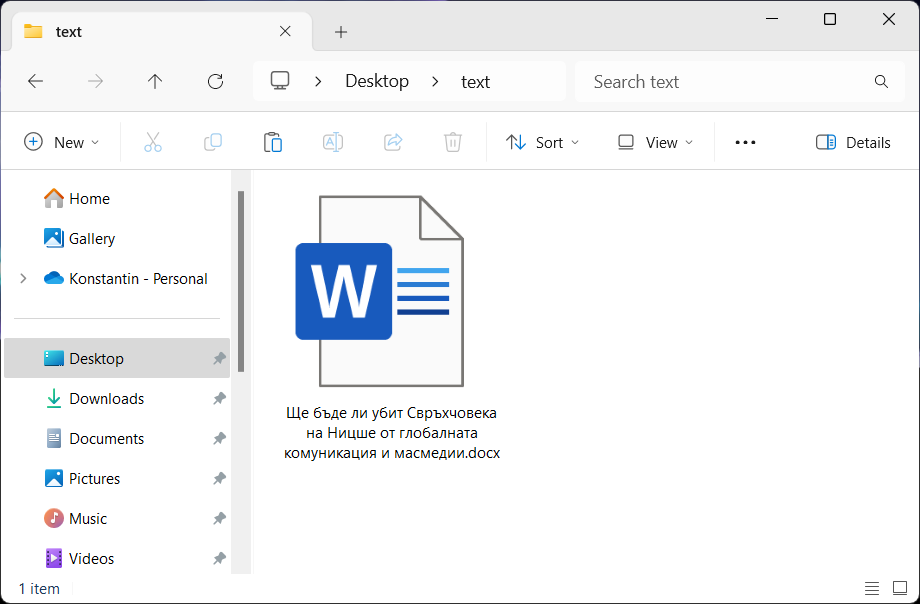 text
Desktop
text
Search text
New
Sort
View
Details
Home
Gallery
Konstantin - Personal
Desktop
Downloads
Documents
Pictures
Music
Videos
W
Ще бъде ли убит Свръхчовека
на Ницше от глобалната
комуникация и масмедии.docx
1 item